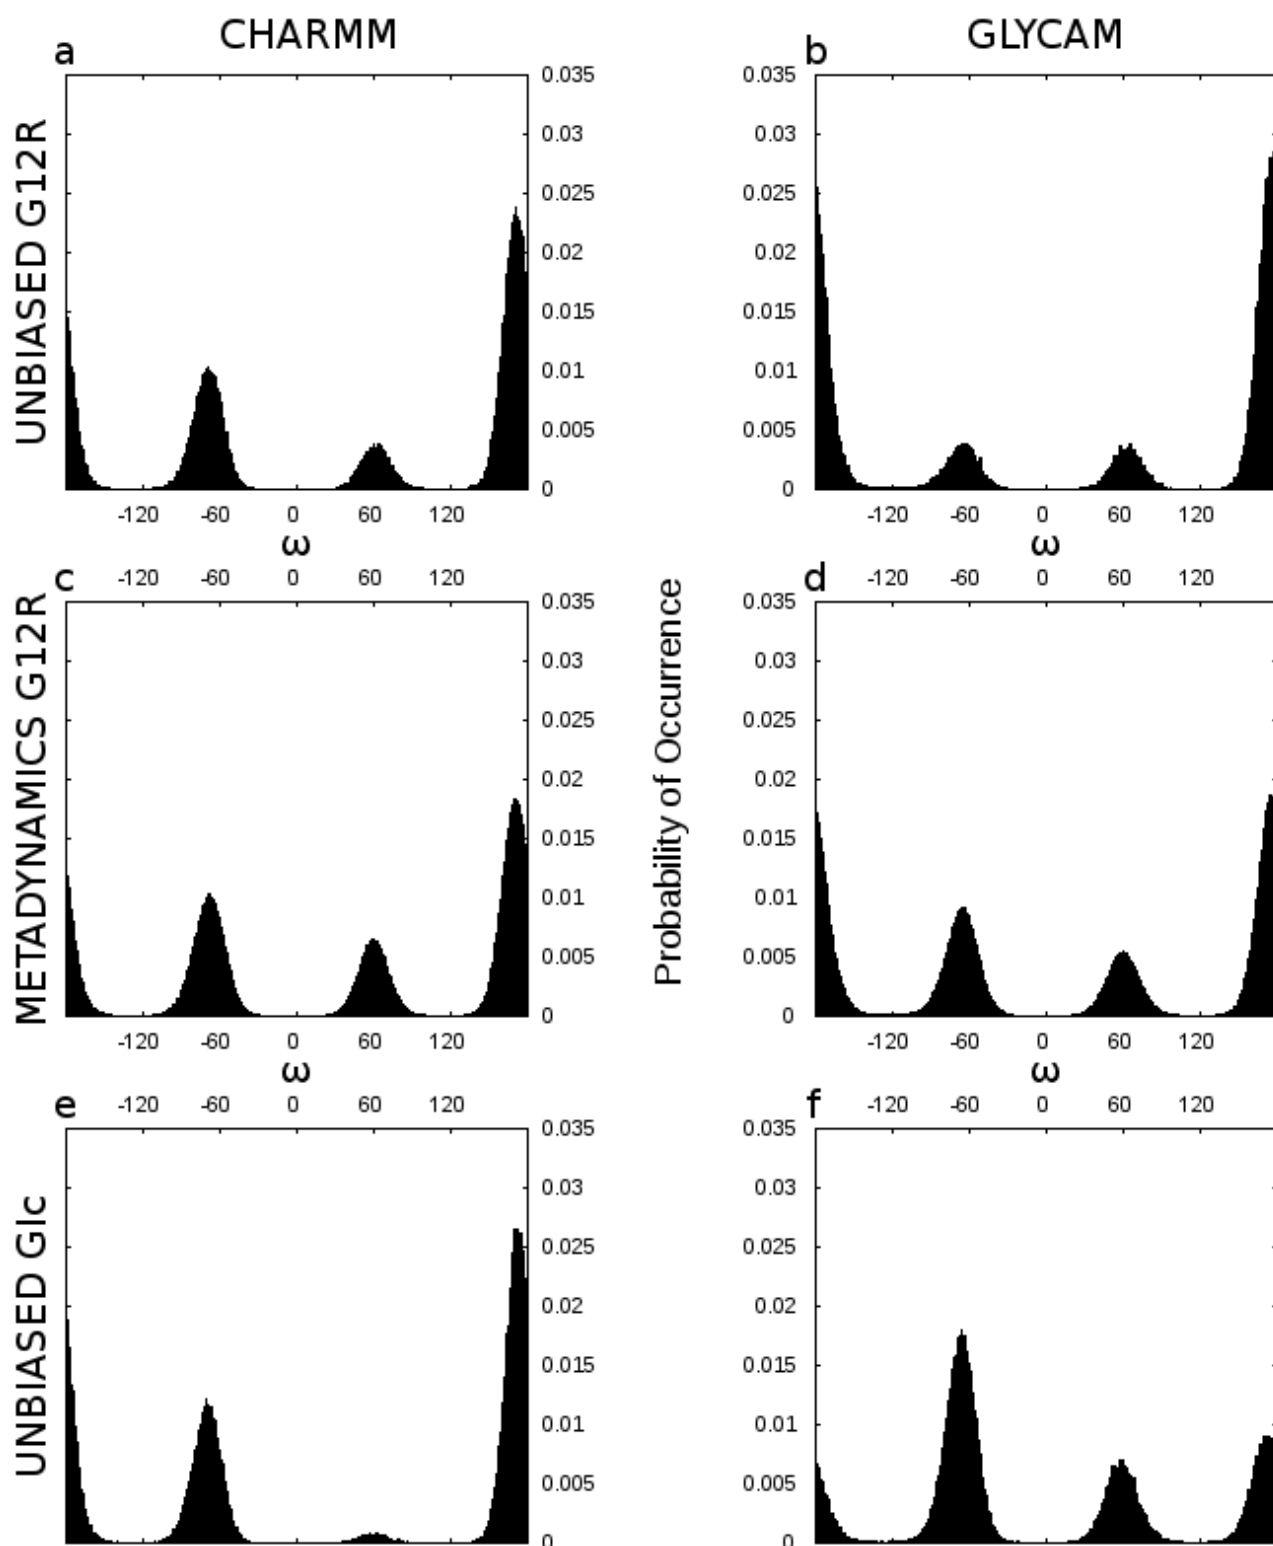 CHARMM GLYCAM
a b
UNBIASED G12R
0.035 0.035
0.03 0.03
0.025 0.025
0.02 0.02
0.015 0.015
0.01 0.01
0.005 0.005
0 0
-120 -60 0 60 120 -120 -60 0 60 120
ω ω
c -120 -60 0 60 120 d -120 -60 0 60 120
METADYNAMICS G12R
Probability of Occurrence
0.035 0.035
0.03 0.03
0.025 0.025
0.02 0.02
0.015 0.015
0.01 0.01
0.005 0.005
0 0
-120 -60 0 60 120 -120 -60 0 60 120
ω ω
e -120 -60 0 60 120 f -120 -60 0 60 120
UNBIASED Glc
0.035 0.035
0.03 0.03
0.025 0.025
0.02 0.02
0.015 0.015
0.01 0.01
0.005 0.005
0 0